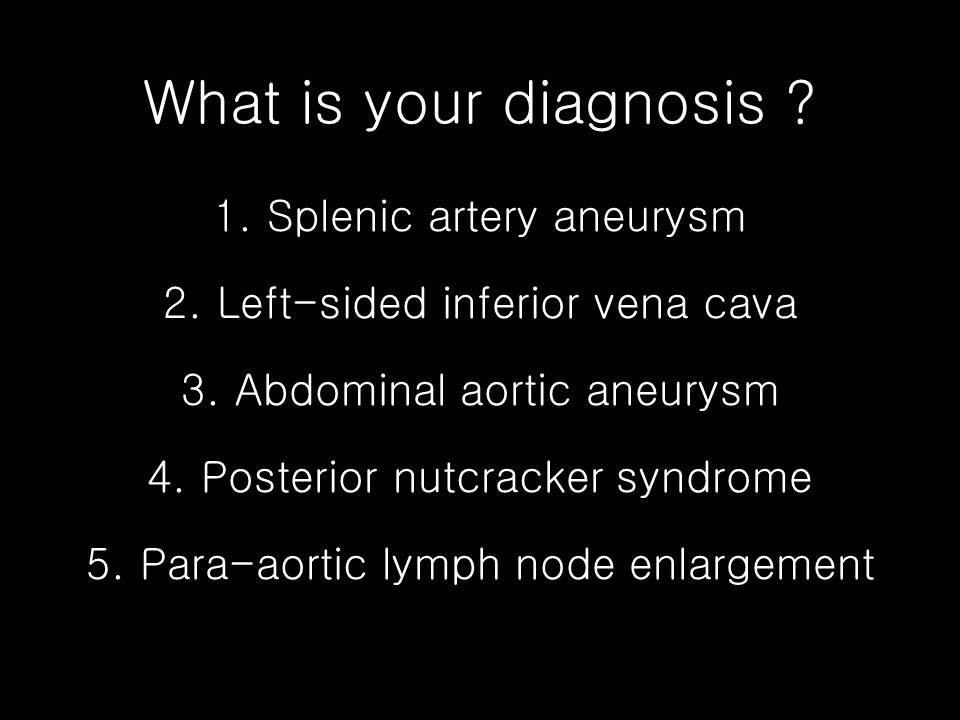 What is your diagnosis ?
1. Splenic artery aneurysm
2. Left-sided inferior vena cava
3. Abdominal aortic aneurysm
4. Posterior nutcracker syndrome
5. Para-aortic lymph node enlargement